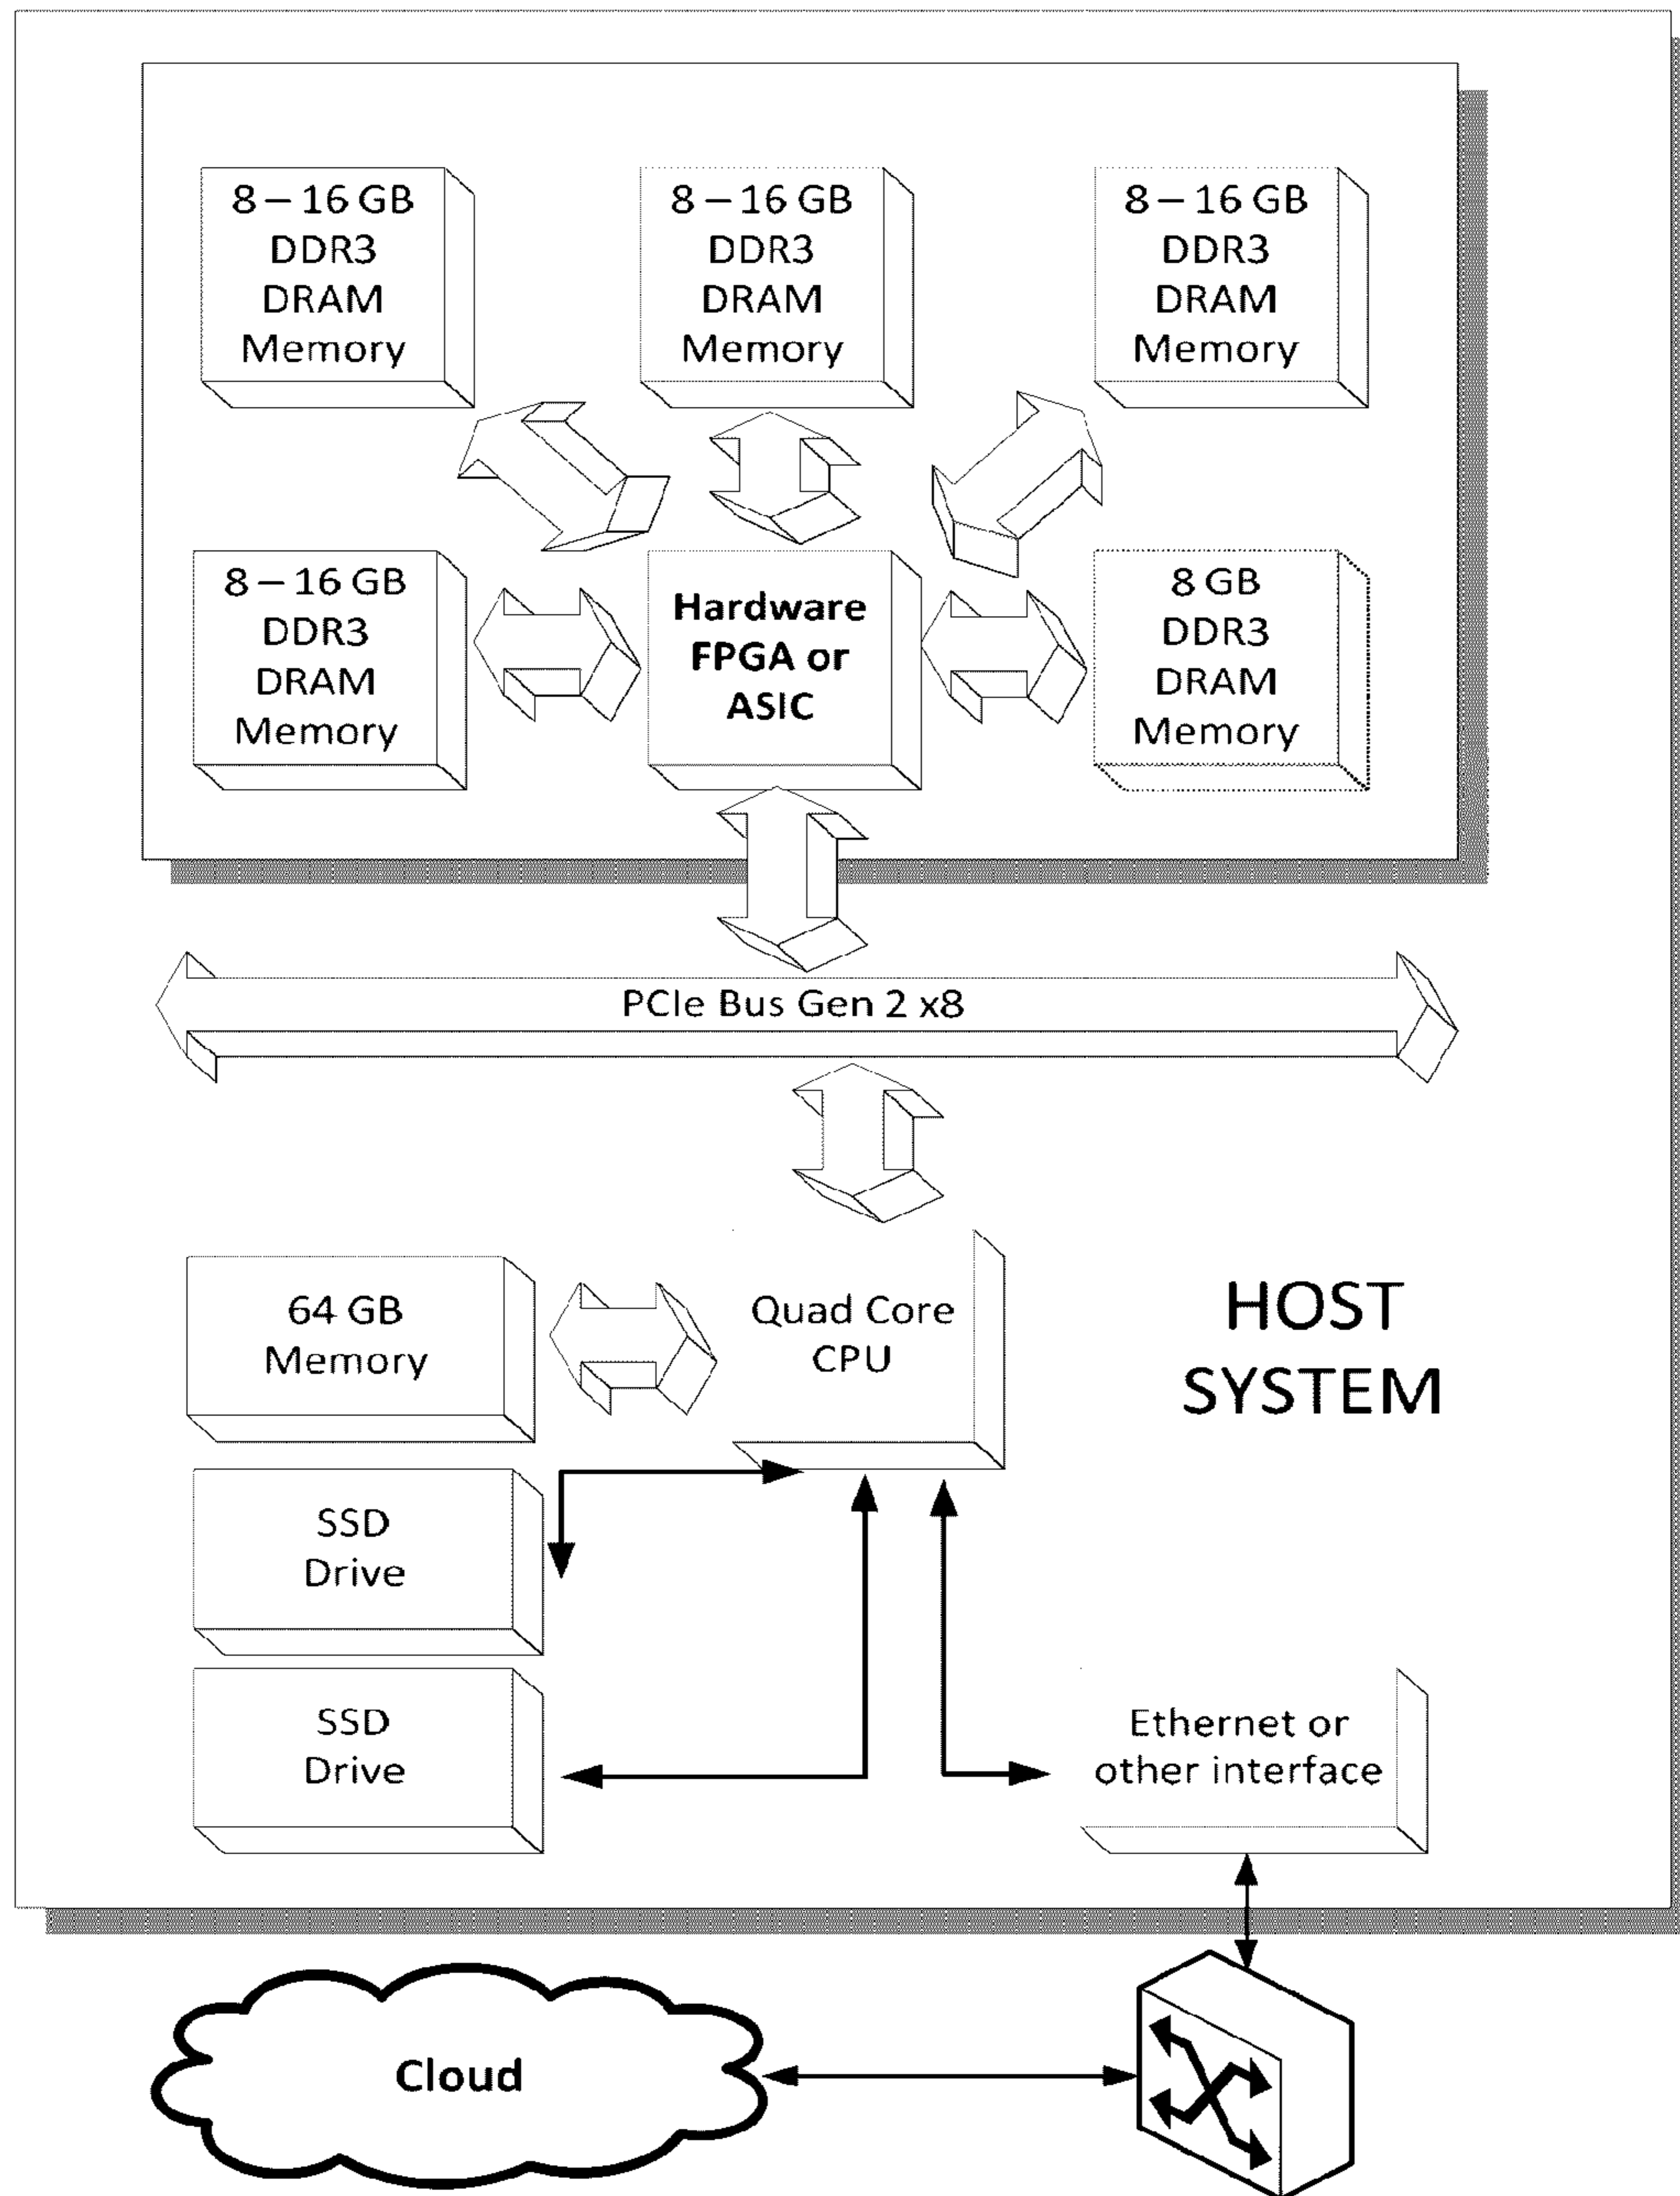 8 – 16 GB
DDR3
DRAM
Memory
8 – 16 GB
DDR3
DRAM
Memory
8 – 16 GB
DDR3
DRAM
Memory
8 – 16 GB
DDR3
DRAM
Memory
Hardware
FPGA or
ASIC
8 GB
DDR3
DRAM
Memory
PCIe Bus Gen 2 x8
64 GB
Memory
Quad Core
CPU
HOST
SYSTEM
SSD
Drive
SSD
Drive
Ethernet or
other interface
Cloud